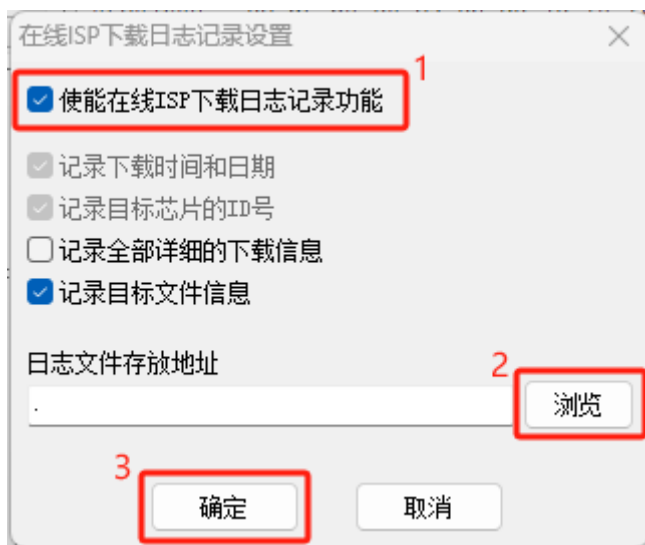 在线ISP下载日志记录设置
1
使能在线ISP下载日志记录功能
记录下载时间和日期
记录目标芯片的ID号
记录全部详细的下载信息
记录目标文件信息
日志文件存放地址
2
.
浏览
3
确定
取消